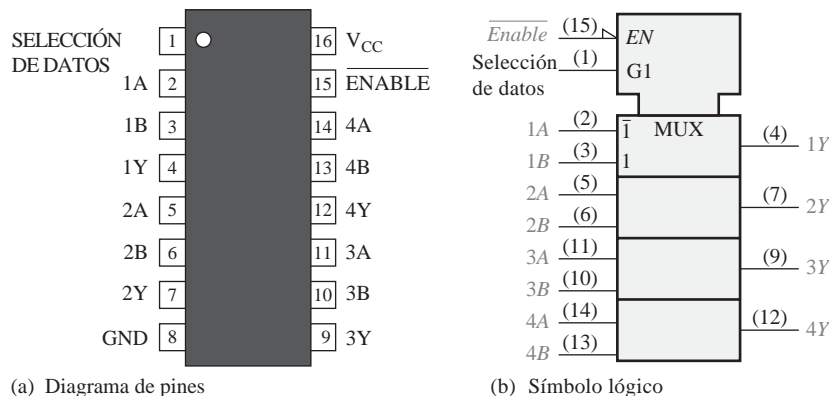 SELECCIÓN
DE DATOS
1A
1B
1Y
2A
2B
2Y
GND
1
2
3
4
5
6
7
8
16
15
14
13
12
11
10
9
V_CC
E̅N̅A̅B̅L̅E̅
4A
4B
4Y
3A
3B
3Y
(a) Diagrama de pines
E̅n̅a̅b̅l̅e̅ (15) EN
Selección
de datos
(1) G1
MUX
1A (2) 1̅
1B (3) 1
2A (5)
2B (6)
3A (11)
3B (10)
4A (14)
4B (13)
(4) 1Y
(7) 2Y
(9) 3Y
(12) 4Y
(b) Símbolo lógico